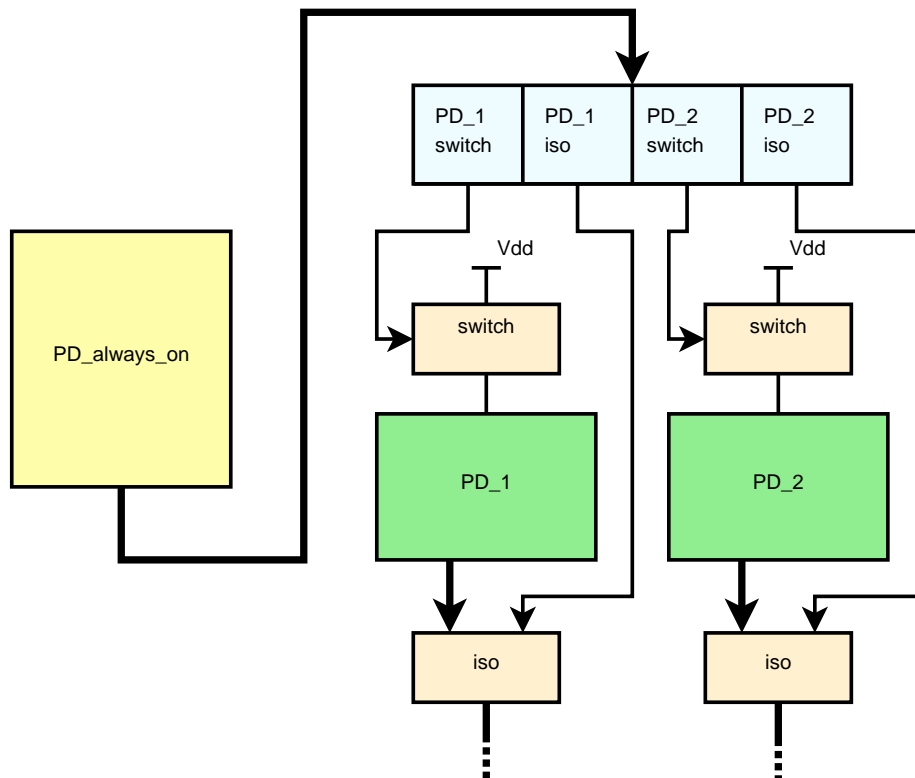 PD_1
switch
PD_1
iso
PD_2
switch
PD_2
iso
Vdd
Vdd
switch
switch
PD_always_on
PD_1
PD_2
iso
iso